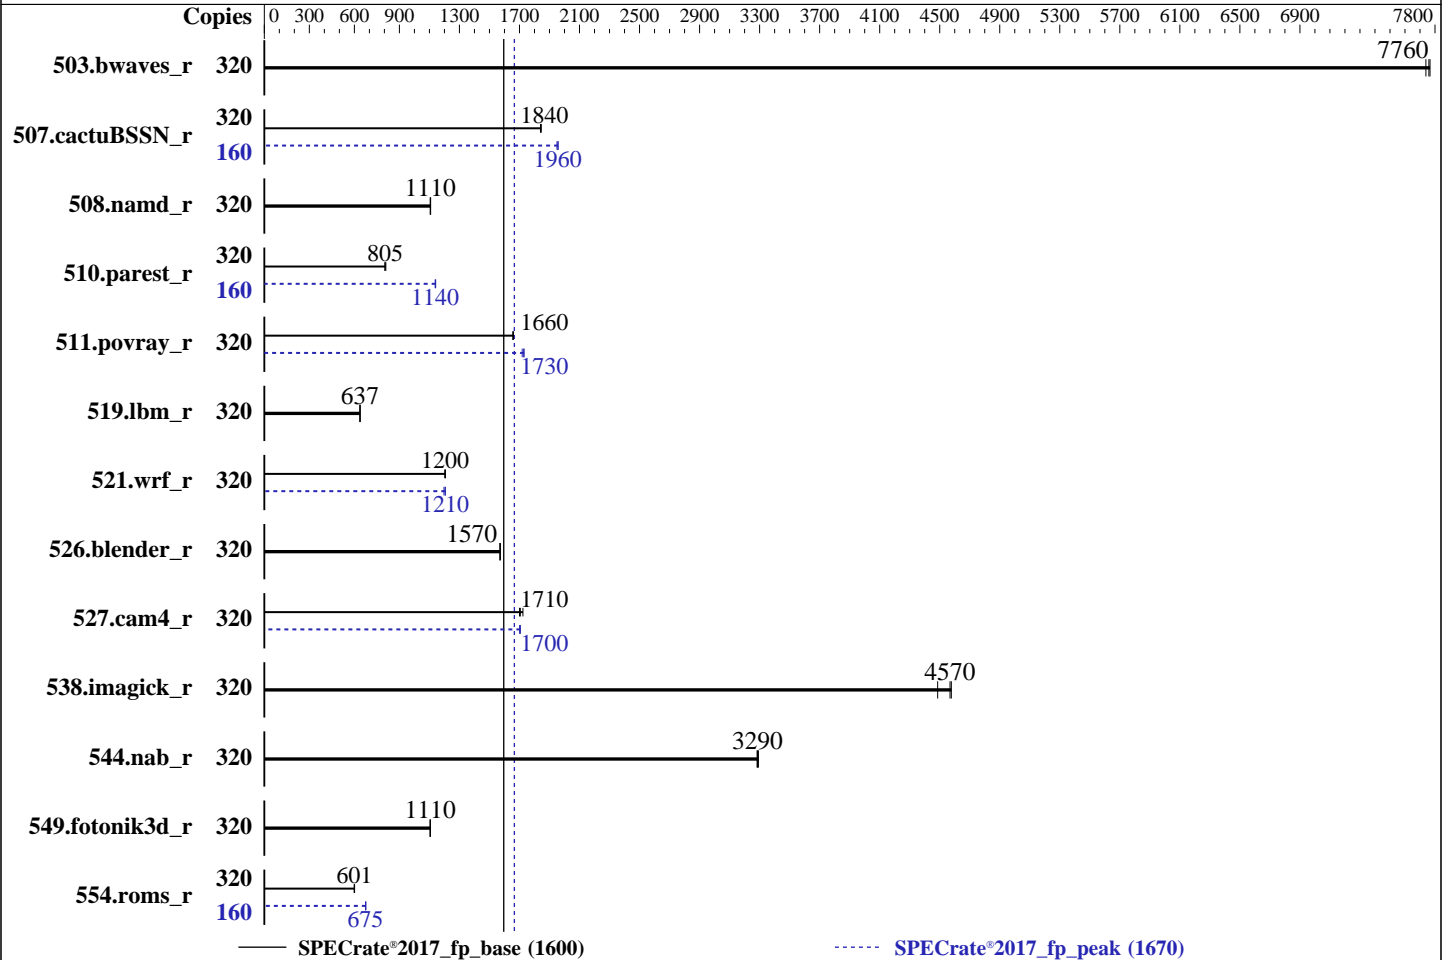 Copies 0 300 600 900 1300 1700 2100 2500 2900 3300 3700 4100 4500 4900 5300 5700 6100 6500 6900 7800
503.bwaves_r 320 7760
507.cactuBSSN_r 320 1840
160 1960
508.namd_r 320 1110
510.parest_r 320 805
160 1140
511.povray_r 320 1660
1730
519.lbm_r 320 637
521.wrf_r 320 1200
1210
526.blender_r 320 1570
527.cam4_r 320 1710
1700
538.imagick_r 320 4570
544.nab_r 320 3290
549.fotonik3d_r 320 1110
554.roms_r 320 601
160 675
SPECrate®2017_fp_base (1600) SPECrate®2017_fp_peak (1670)